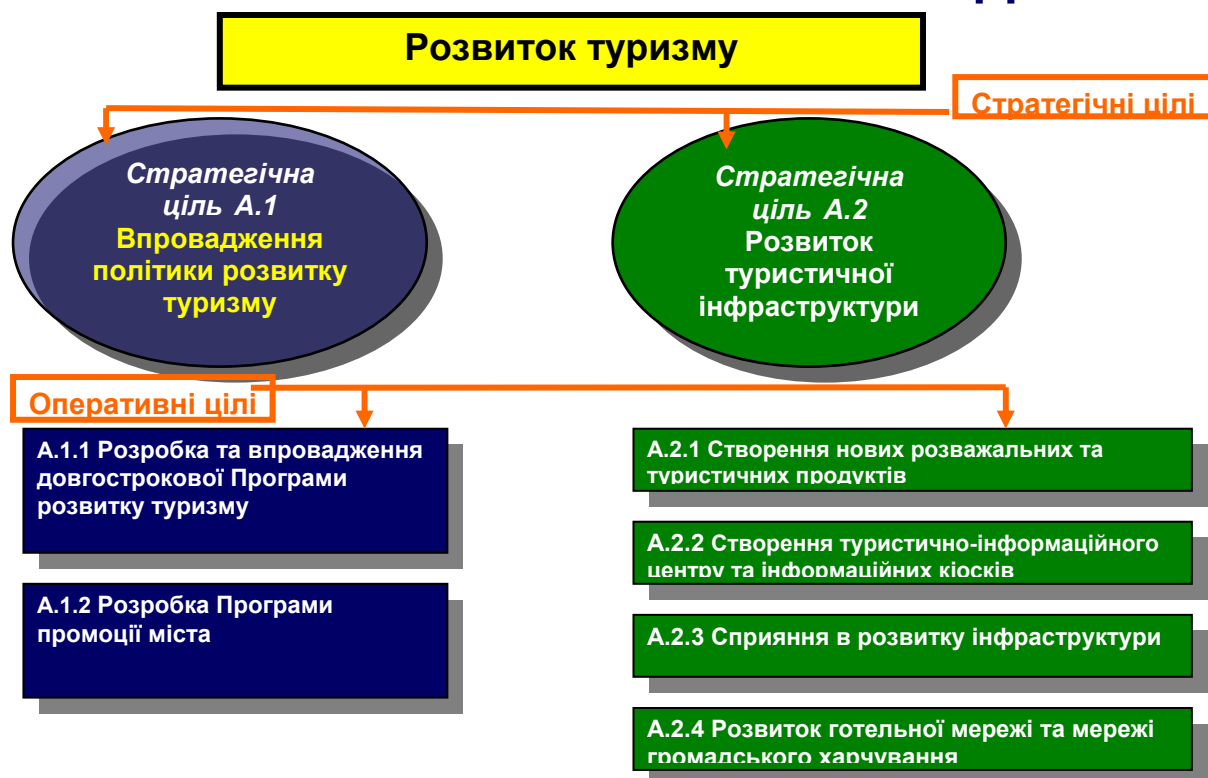 Розвиток туризму
Стратегічні цілі
Стратегічна
ціль А.1
Впровадження
політики розвитку
туризму
Стратегічна
ціль А.2
Розвиток
туристичної
інфраструктури
Оперативні цілі
А.1.1 Розробка та впровадження
довгострокової Програми
розвитку туризму
А.1.2 Розробка Програми
промоції міста
А.2.1 Створення нових розважальних та
туристичних продуктів
А.2.2 Створення туристично-інформаційного
центру та інформаційних кіосків
А.2.3 Сприяння в розвитку інфраструктури
А.2.4 Розвиток готельної мережі та мережі
громадського харчування